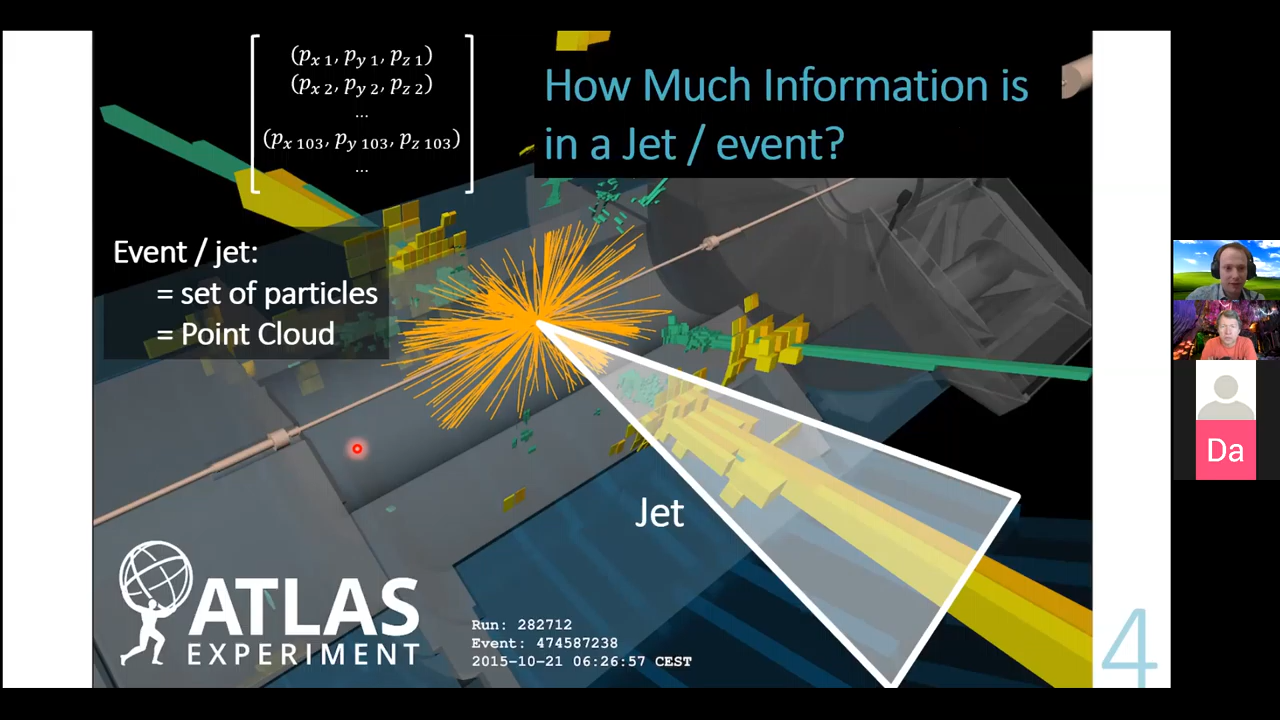 (p_x 1, p_y 1, p_z 1)
(p_x 2, p_y 2, p_z 2)
...
(p_x 103, p_y 103, p_z 103)
...
How Much Information is
in a Jet / event?
Event / jet:
= set of particles
= Point Cloud
Jet
ATLAS
EXPERIMENT
Run: 282712
Event: 474587238
2015-10-21 06:26:57 CEST
4
Da